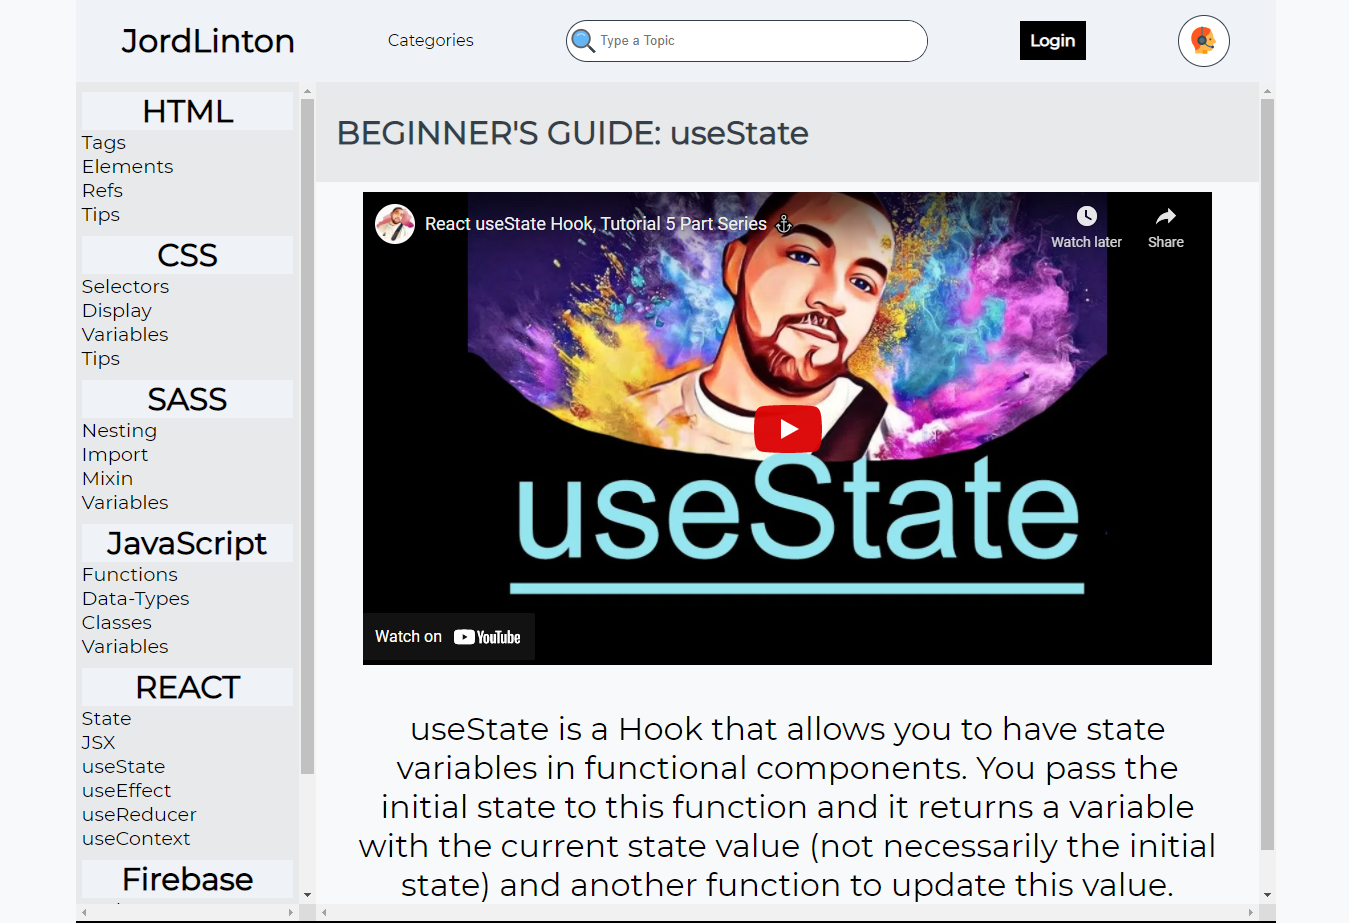 JordLinton
Categories
Type a Topic
Login
HTML
Tags
Elements
Refs
Tips
CSS
Selectors
Display
Variables
Tips
SASS
Nesting
Import
Mixin
Variables
JavaScript
Functions
Data-Types
Classes
Variables
REACT
State
JSX
useState
useEffect
useReducer
useContext
Firebase
BEGINNER'S GUIDE: useState
React useState Hook, Tutorial 5 Part Series ⚓
Watch later
Share
useState
Watch on YouTube
useState is a Hook that allows you to have state
variables in functional components. You pass the
initial state to this function and it returns a variable
with the current state value (not necessarily the initial
state) and another function to update this value.